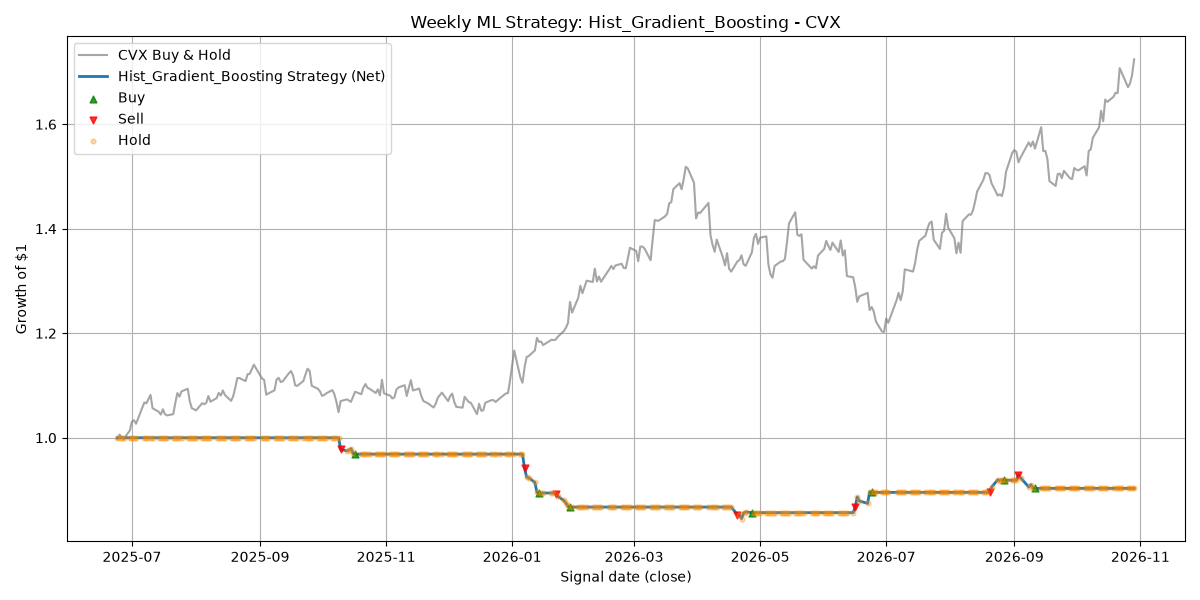 Weekly ML Strategy: Hist_Gradient_Boosting - CVX
CVX Buy & Hold
Hist_Gradient_Boosting Strategy (Net)
Buy
Sell
Hold
Growth of $1
1.6
1.4
1.2
1.0
2025-07
2025-09
2025-11
2026-01
2026-03
2026-05
2026-07
2026-09
2026-11
Signal date (close)